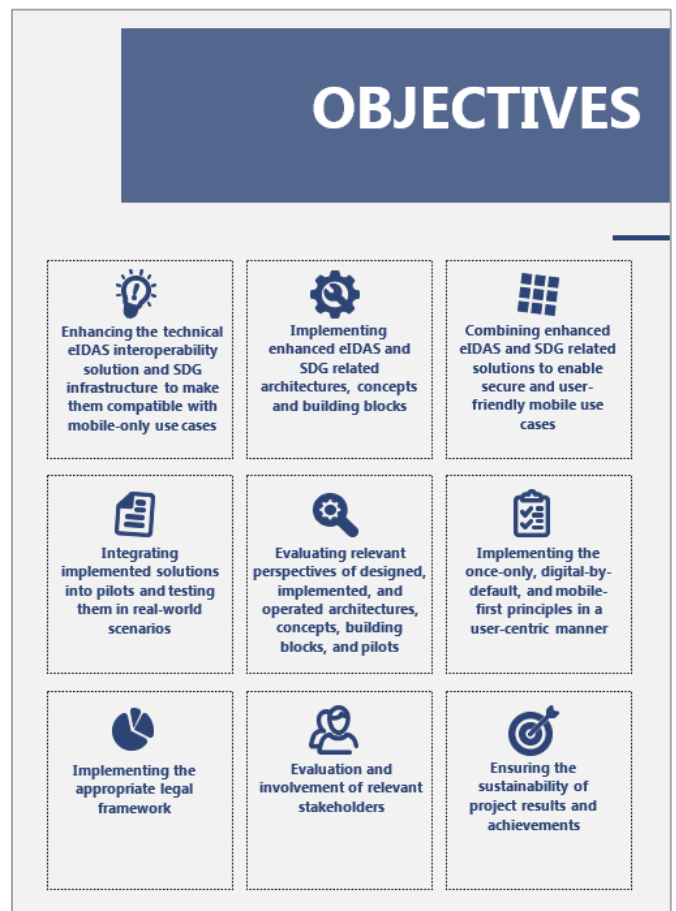 OBJECTIVES
Enhancing the technical
eIDAS interoperability
solution and SDG
infrastructure to make
them compatible with
mobile-only use cases
Implementing
enhanced eIDAS and
SDG related
architectures, concepts
and building blocks
Combining enhanced
eIDAS and SDG related
solutions to enable
secure and user-
friendly mobile use
cases
Integrating
implemented solutions
into pilots and testing
them in real-world
scenarios
Evaluating relevant
perspectives of designed,
implemented, and
operated architectures,
concepts, building
blocks, and pilots
Implementing the
once-only, digital-by-
default, and mobile-
first principles in a
user-centric manner
Implementing the
appropriate legal
framework
Evaluation and
involvement of relevant
stakeholders
Ensuring the
sustainability of
project results and
achievements